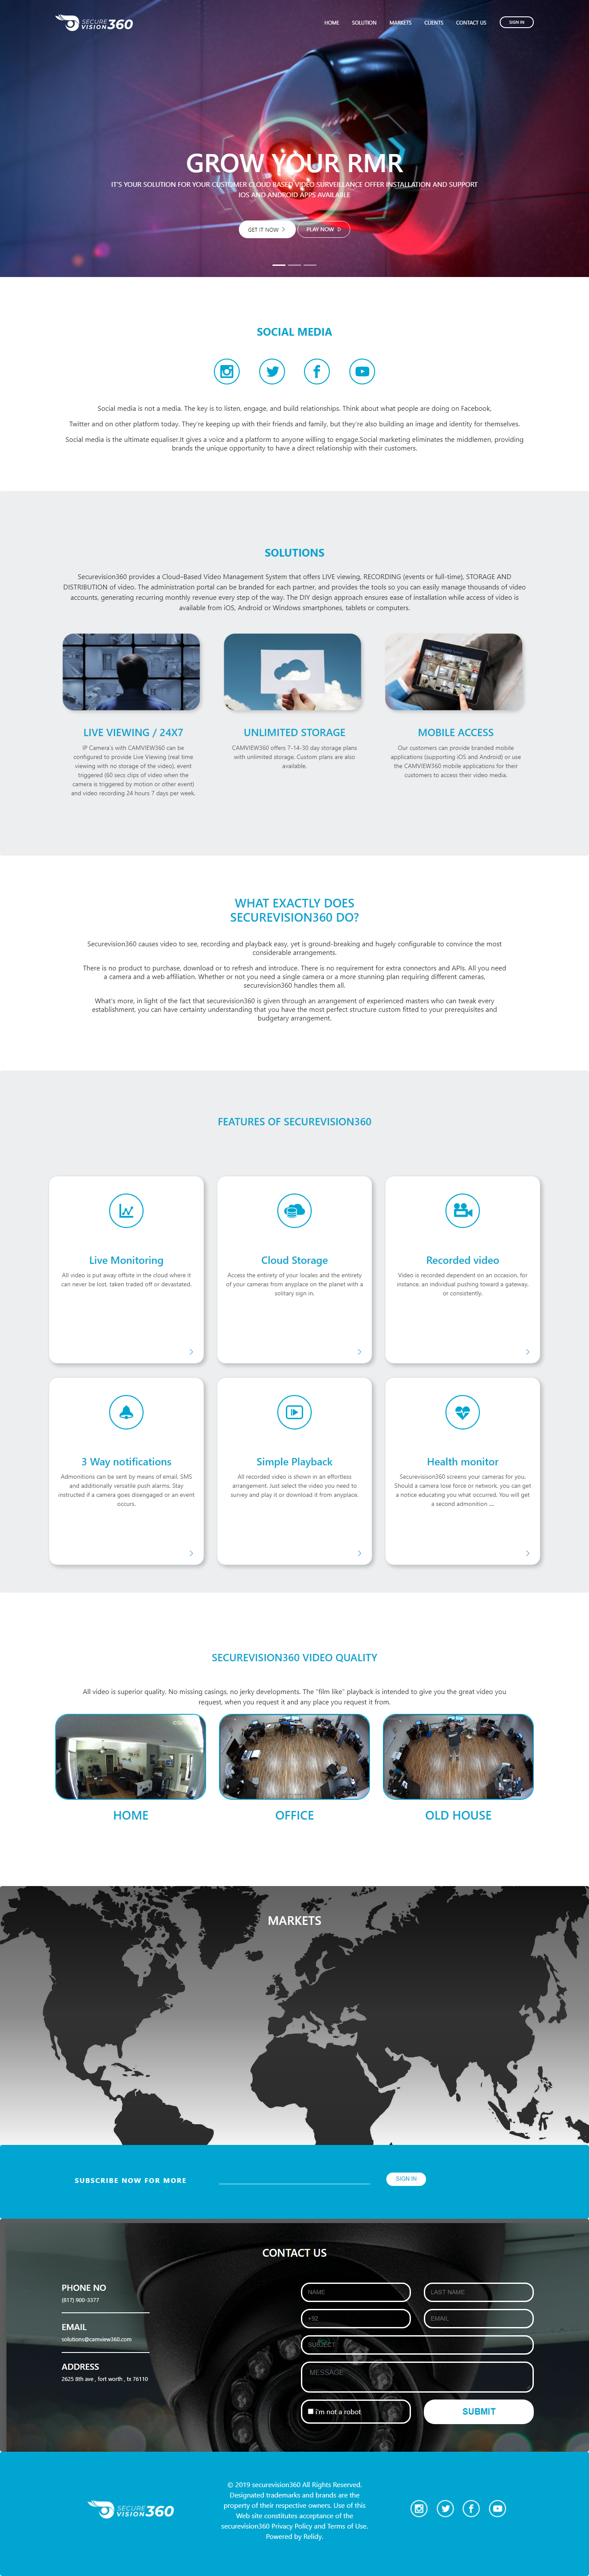 SECURE
VISION 360
HOME SOLUTION MARKETS CLIENTS CONTACT US SIGN IN
GROW YOUR RMR
IT'S YOUR SOLUTION FOR YOUR CUSTOMER CLOUD BASED VIDEO SURVEILLANCE OFFER INSTALLATION AND SUPPORT
IOS AND ANDROID APPS AVAILABLE
GET IT NOW PLAY NOW
SOCIAL MEDIA
Social media is not a media. The key is to listen, engage, and build relationships. Think about what people are doing on Facebook,
Twitter and on other platform today. They're keeping up with their friends and family, but they're also building an image and identity for themselves.
Social media is the ultimate equaliser.It gives a voice and a platform to anyone willing to engage.Social marketing eliminates the middlemen, providing
brands the unique opportunity to have a direct relationship with their customers.
SOLUTIONS
Securevision360 provides a Cloud-Based Video Management System that offers LIVE viewing, RECORDING (events or full-time), STORAGE AND
DISTRIBUTION of video. The administration portal can be branded for each partner, and provides the tools so you can easily manage thousands of video
accounts, generating recurring monthly revenue every step of the way. The DIY design approach ensures ease of installation while access of video is
available from iOS, Android or Windows smartphones, tablets or computers.
LIVE VIEWING / 24X7
IP Camera's with CAMVIEW360 can be
configured to provide Live Viewing (real time
viewing with no storage of the video), event
triggered (60 secs clips of video when the
camera is triggered by motion or other event)
and video recording 24 hours 7 days per week.
UNLIMITED STORAGE
CAMVIEW360 offers 7-14-30 day storage plans
with unlimited storage. Custom plans are also
available.
MOBILE ACCESS
Our customers can provide branded mobile
applications (supporting iOS and Android) or use
the CAMVIEW360 mobile applications for their
customers to access their video media.
WHAT EXACTLY DOES
SECUREVISION360 DO?
Securevision360 causes video to see, recording and playback easy, yet is ground-breaking and hugely configurable to convince the most
considerable arrangements.
There is no product to purchase, download or to refresh and introduce. There is no requirement for extra connectors and APIs. All you need
a camera and a web affiliation. Whether or not you need a single camera or a more stunning plan requiring different cameras,
securevision360 handles them all.
What's more, in light of the fact that securevision360 is given through an arrangement of experienced masters who can tweak every
establishment, you can have certainty understanding that you have the most perfect structure custom fitted to your prerequisites and
budgetary arrangement.
FEATURES OF SECUREVISION360
Live Monitoring
All video is put away offsite in the cloud where it
can never be lost, taken traded off or devastated.
Cloud Storage
Access the entirety of your locales and the entirety
of your cameras from anyplace on the planet with a
solitary sign in.
Recorded video
Video is recorded dependent on an occasion, for
instance, an individual pushing toward a gateway,
or consistently.
3 Way notifications
Admonitions can be sent by means of email, SMS
and additionally versatile push alarms. Stay
instructed if a camera goes disengaged or an event
occurs.
Simple Playback
All recorded video is shown in an effortless
arrangement. Just select the video you need to
survey and play it or download it from anyplace.
Health monitor
Securevision360 screens your cameras for you.
Should a camera lose force or network, you can get
a notice educating you what occurred. You will get
a second admonition ....
SECUREVISION360 VIDEO QUALITY
All video is superior quality. No missing casings, no jerky developments. The "film like" playback is intended to give you the great video you
request, when you request it and any place you request it from.
HOME
OFFICE
OLD HOUSE
MARKETS
SUBSCRIBE NOW FOR MORE SIGN IN
CONTACT US
PHONE NO
(817) 900-3377
EMAIL
solutions@camview360.com
ADDRESS
2625 8th ave , fort worth , tx 76110
NAME LAST NAME
+92 EMAIL
SUBJECT
MESSAGE
i'm not a robot SUBMIT
SECURE
VISION 360
© 2019 securevision360 All Rights Reserved.
Designated trademarks and brands are the
property of their respective owners. Use of this
Web site constitutes acceptance of the
securevision360 Privacy Policy and Terms of Use.
Powered by Relidy.